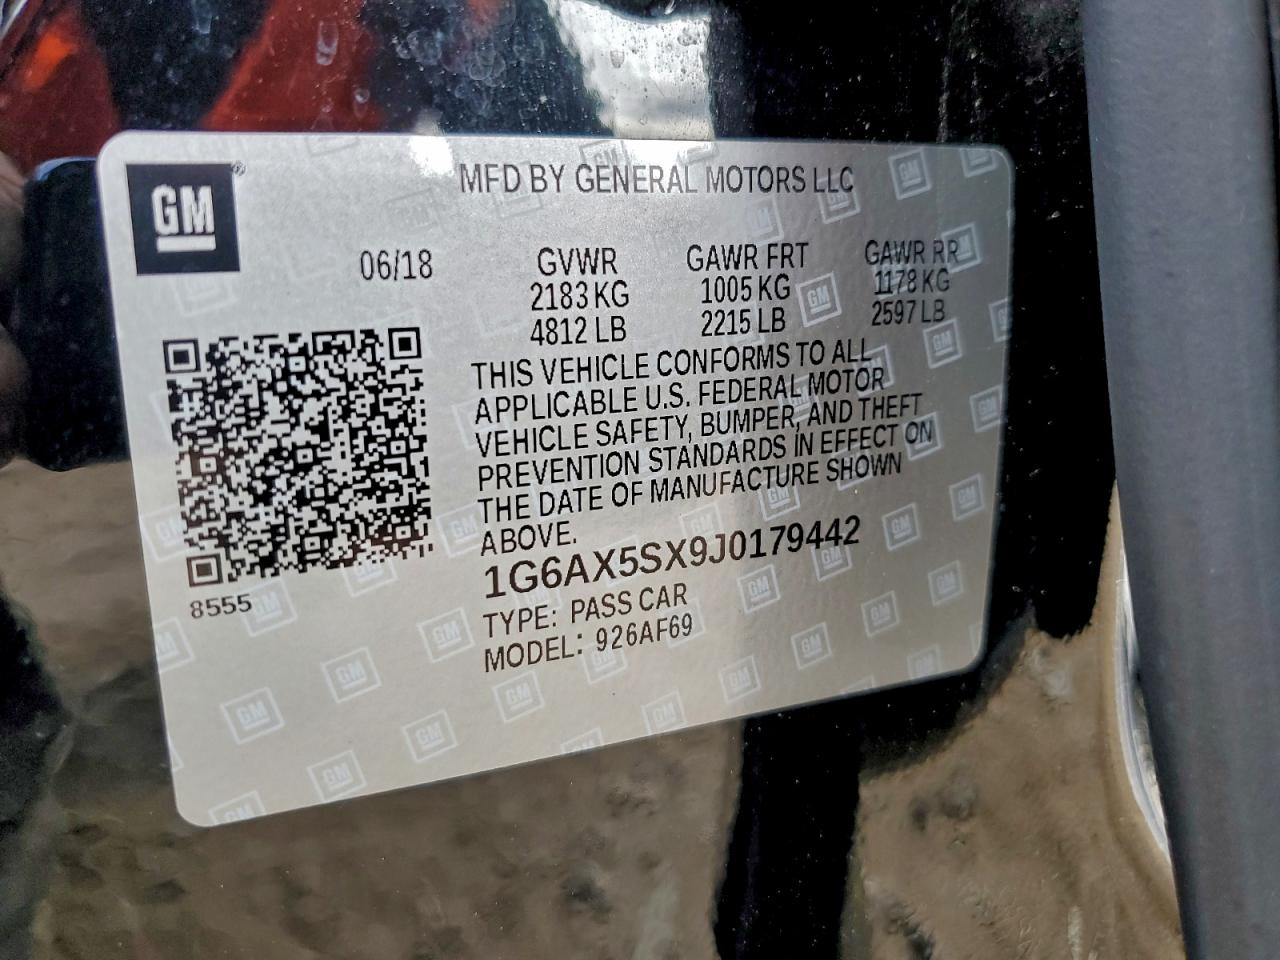 GM
MFD BY GENERAL MOTORS LLC
06/18
GVWR
2183 KG
4812 LB
GAWR FRT
1005 KG
2215 LB
GAWR RR
1178 KG
2597 LB
THIS VEHICLE CONFORMS TO ALL
APPLICABLE U.S. FEDERAL MOTOR
VEHICLE SAFETY, BUMPER, AND THEFT
PREVENTION STANDARDS IN EFFECT ON
THE DATE OF MANUFACTURE SHOWN
ABOVE.
1G6AX5SX9J0179442
TYPE: PASS CAR
MODEL: 926AF69
8555